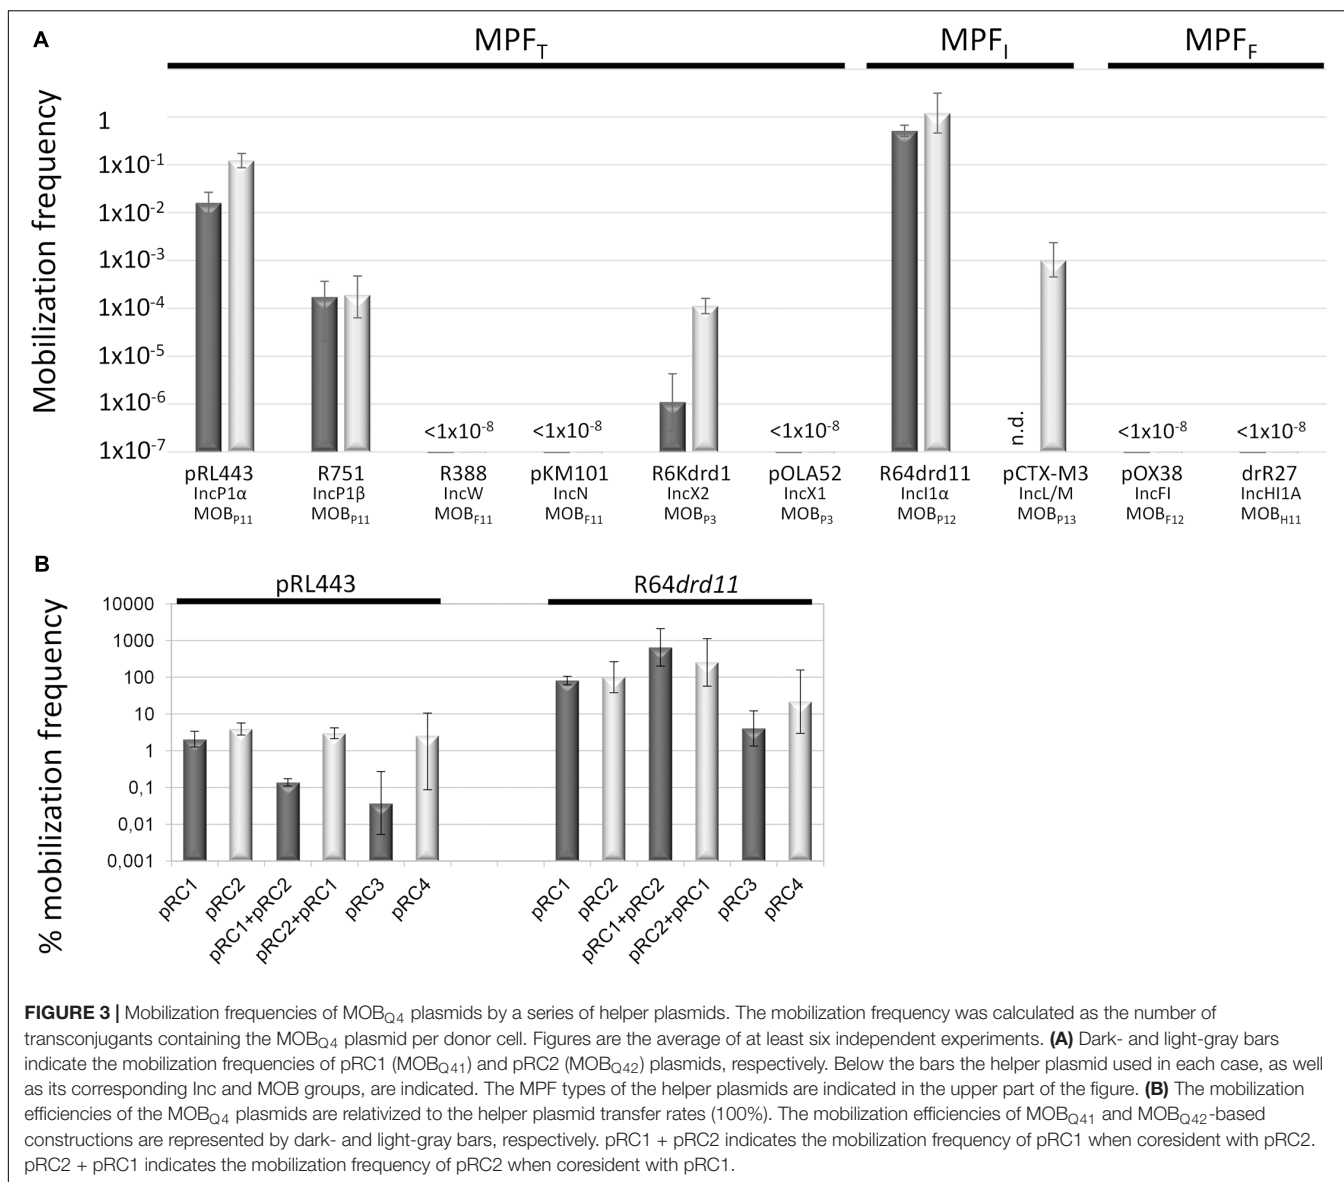 A
MPF_T MPF_I MPF_F
Mobilization frequency
1
1x10^-1
1x10^-2
1x10^-3
1x10^-4
1x10^-5
1x10^-6
1x10^-7
<1x10^-8 <1x10^-8 <1x10^-8 n.d. <1x10^-8 <1x10^-8
pRL443 R751 R388 pKM101 R6Kdrd1 pOLA52 R64drd11 pCTX-M3 pOX38 drR27
IncP1α IncP1β IncW IncN IncX2 IncX1 IncI1α IncL/M IncFI IncHI1A
MOB_P11 MOB_P11 MOB_F11 MOB_F11 MOB_P3 MOB_P3 MOB_P12 MOB_P13 MOB_F12 MOB_H11
B
pRL443 R64drd11
% mobilization frequency
10000
1000
100
10
1
0,1
0,01
0,001
pRC1 pRC2 pRC1+pRC2 pRC2+pRC1 pRC3 pRC4 pRC1 pRC2 pRC1+pRC2 pRC2+pRC1 pRC3 pRC4
FIGURE 3 | Mobilization frequencies of MOB_Q4 plasmids by a series of helper plasmids. The mobilization frequency was calculated as the number of
transconjugants containing the MOB_Q4 plasmid per donor cell. Figures are the average of at least six independent experiments. (A) Dark- and light-gray bars
indicate the mobilization frequencies of pRC1 (MOB_Q41) and pRC2 (MOB_Q42) plasmids, respectively. Below the bars the helper plasmid used in each case, as well
as its corresponding Inc and MOB groups, are indicated. The MPF types of the helper plasmids are indicated in the upper part of the figure. (B) The mobilization
efficiencies of the MOB_Q4 plasmids are relativized to the helper plasmid transfer rates (100%). The mobilization efficiencies of MOB_Q41 and MOB_Q42-based
constructions are represented by dark- and light-gray bars, respectively. pRC1 + pRC2 indicates the mobilization frequency of pRC1 when coresident with pRC2.
pRC2 + pRC1 indicates the mobilization frequency of pRC2 when coresident with pRC1.